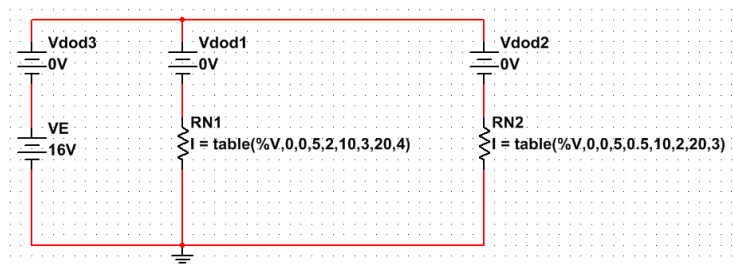 Vdod3
0V
Vdod1
0V
Vdod2
0V
VE
16V
RN1
I = table(%V,0,0,5,2,10,3,20,4)
RN2
I = table(%V,0,0,5,0.5,10,2,20,3)